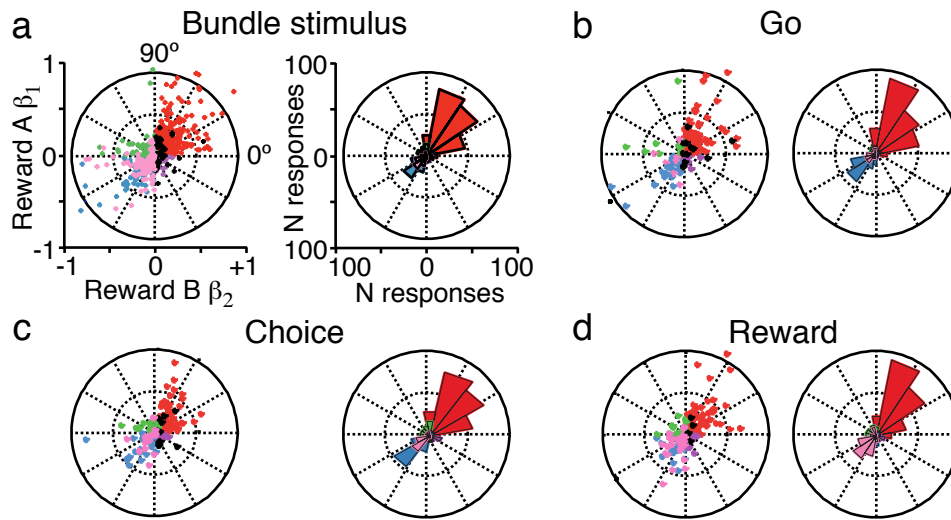 a Bundle stimulus
b Go
1
90º
Reward A β1
0
0º
-1
-1 0 +1
Reward B β2
100
N responses
0
100
100 0 100
N responses
c Choice
d Reward